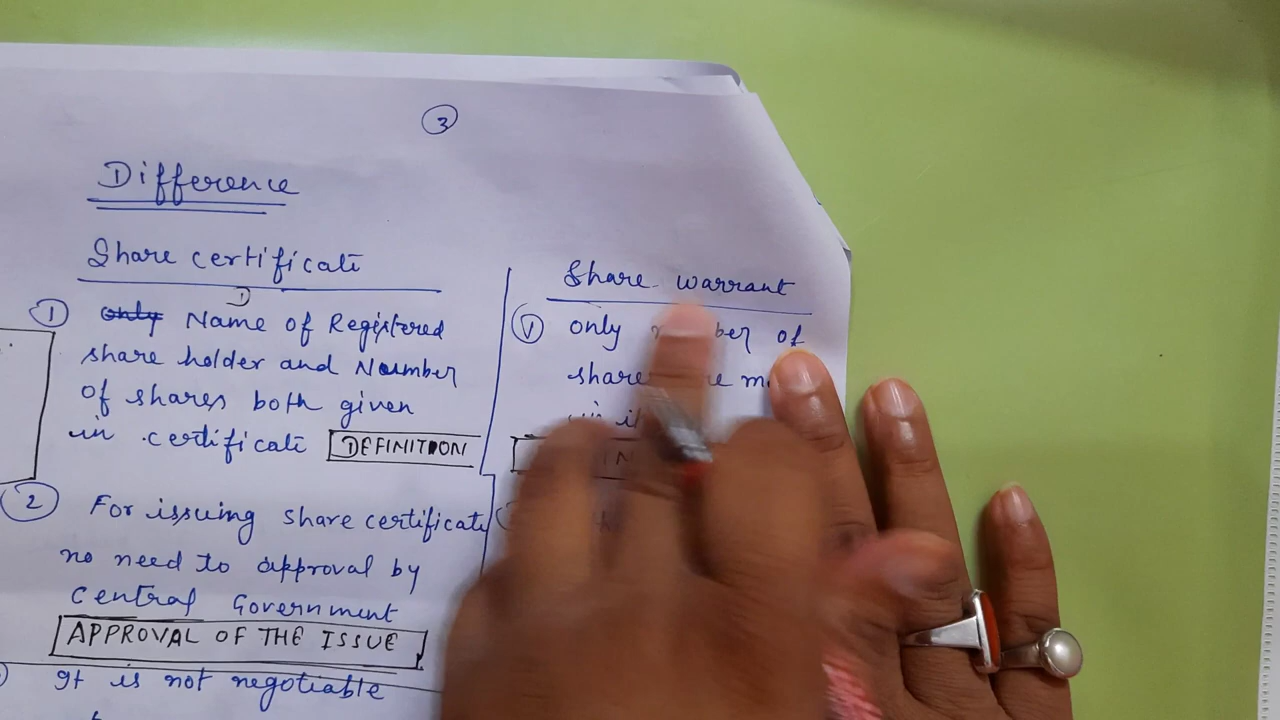 3
Difference
Share certificate
1 only Name of Registered
share holder and Number
of shares both given
in certificate DEFINITION
2 For issuing share certificate
no need to approval by
Central Government
APPROVAL OF THE ISSUE
It is not negotiable
Share warrant
only of
in